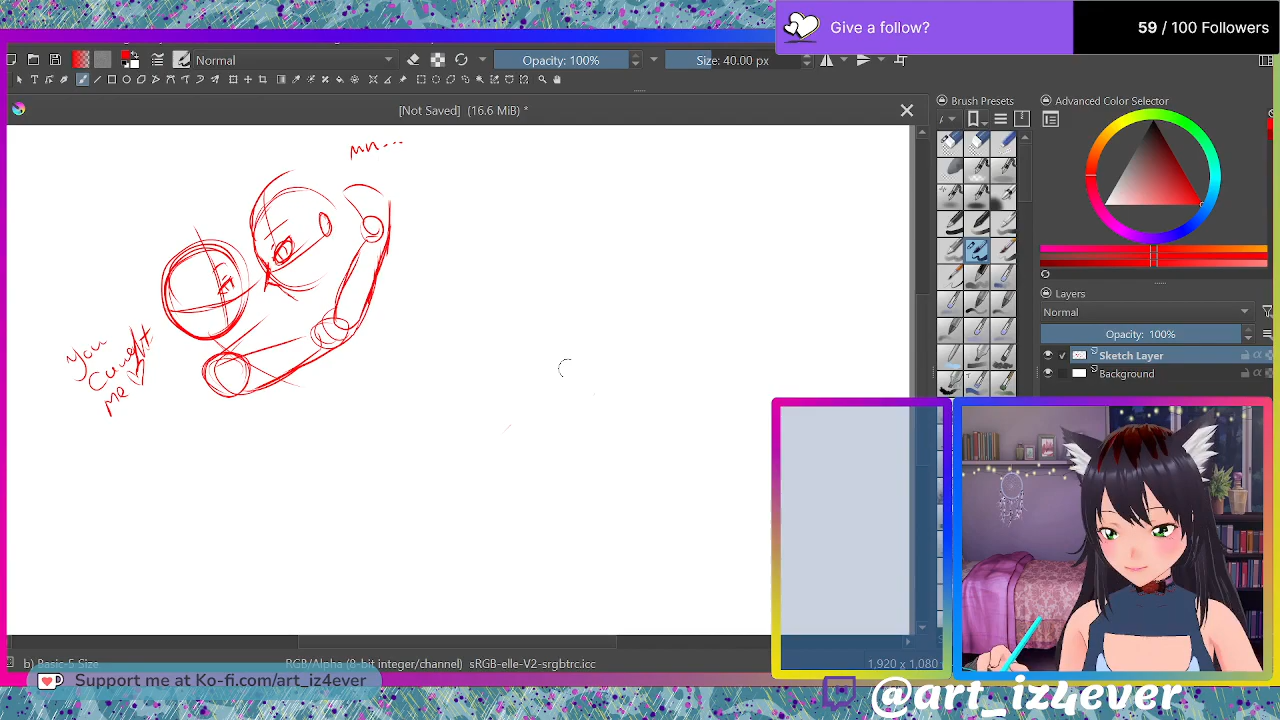 Give a follow?
59 / 100 Followers
Normal
Opacity: 100%
Size: 40.00 px
[Not Saved] (16.6 MiB) *
Brush Presets
Advanced Color Selector
mn...
You
Caught
me
Layers
Normal
Opacity: 100%
Sketch Layer
Background
b) Basic-5 Size
RGB/Alpha (8-bit integer/channel) sRGB-elle-V2-srgbtrc.icc
1,920 x 1,080
Support me at Ko-fi.com/art_iz4ever
@art_iz4ever